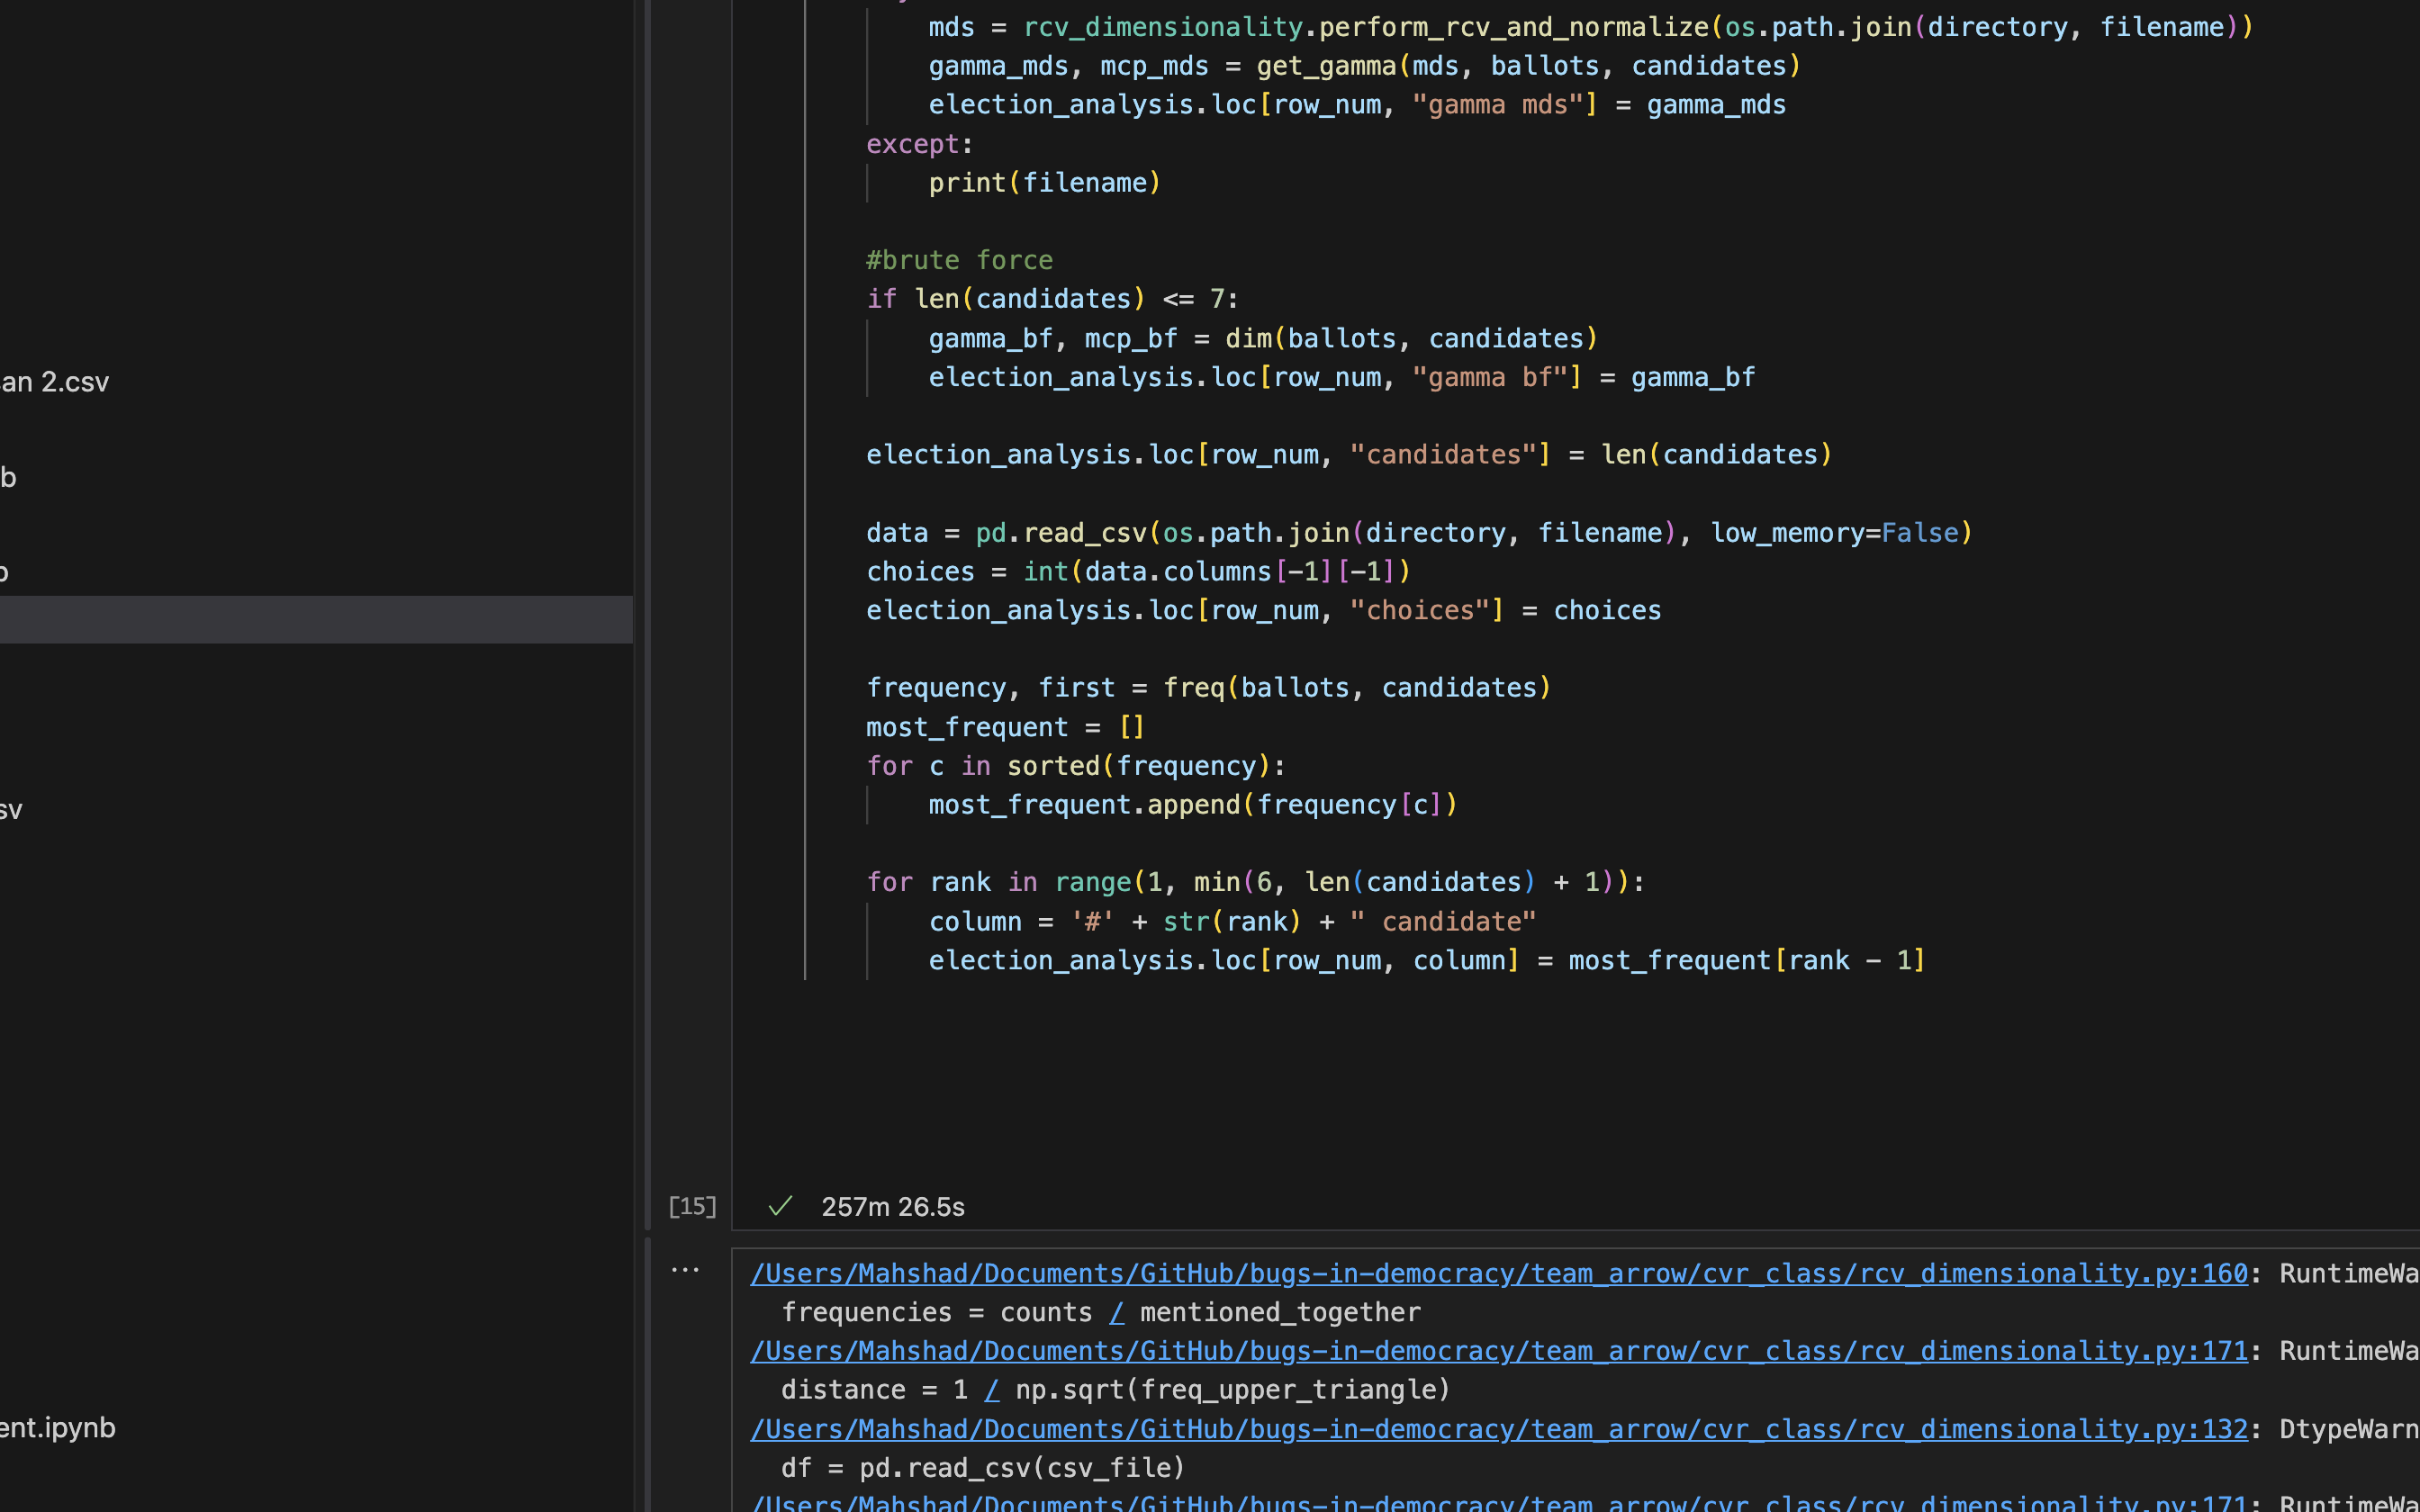 mds = rcv_dimensionality.perform_rcv_and_normalize(os.path.join(directory, filename))
gamma_mds, mcp_mds = get_gamma(mds, ballots, candidates)
election_analysis.loc[row_num, "gamma mds"] = gamma_mds
except:
print(filename)
#brute force
if len(candidates) <= 7:
gamma_bf, mcp_bf = dim(ballots, candidates)
election_analysis.loc[row_num, "gamma bf"] = gamma_bf
an 2.csv
election_analysis.loc[row_num, "candidates"] = len(candidates)
b
data = pd.read_csv(os.path.join(directory, filename), low_memory=False)
choices = int(data.columns[-1][-1])
election_analysis.loc[row_num, "choices"] = choices
frequency, first = freq(ballots, candidates)
most_frequent = []
for c in sorted(frequency):
most_frequent.append(frequency[c])
sv
for rank in range(1, min(6, len(candidates) + 1)):
column = '#' + str(rank) + " candidate"
election_analysis.loc[row_num, column] = most_frequent[rank - 1]
[15]
✓ 257m 26.5s
...
/Users/Mahshad/Documents/GitHub/bugs-in-democracy/team_arrow/cvr_class/rcv_dimensionality.py:160: RuntimeWa
frequencies = counts / mentioned_together
/Users/Mahshad/Documents/GitHub/bugs-in-democracy/team_arrow/cvr_class/rcv_dimensionality.py:171: RuntimeWa
distance = 1 / np.sqrt(freq_upper_triangle)
/Users/Mahshad/Documents/GitHub/bugs-in-democracy/team_arrow/cvr_class/rcv_dimensionality.py:132: DtypeWarn
ent.ipynb
df = pd.read_csv(csv_file)
/Users/Mahshad/Documents/GitHub/bugs-in-democracy/team_arrow/cvr_class/rcv_dimensionality.py:171: RuntimeWa